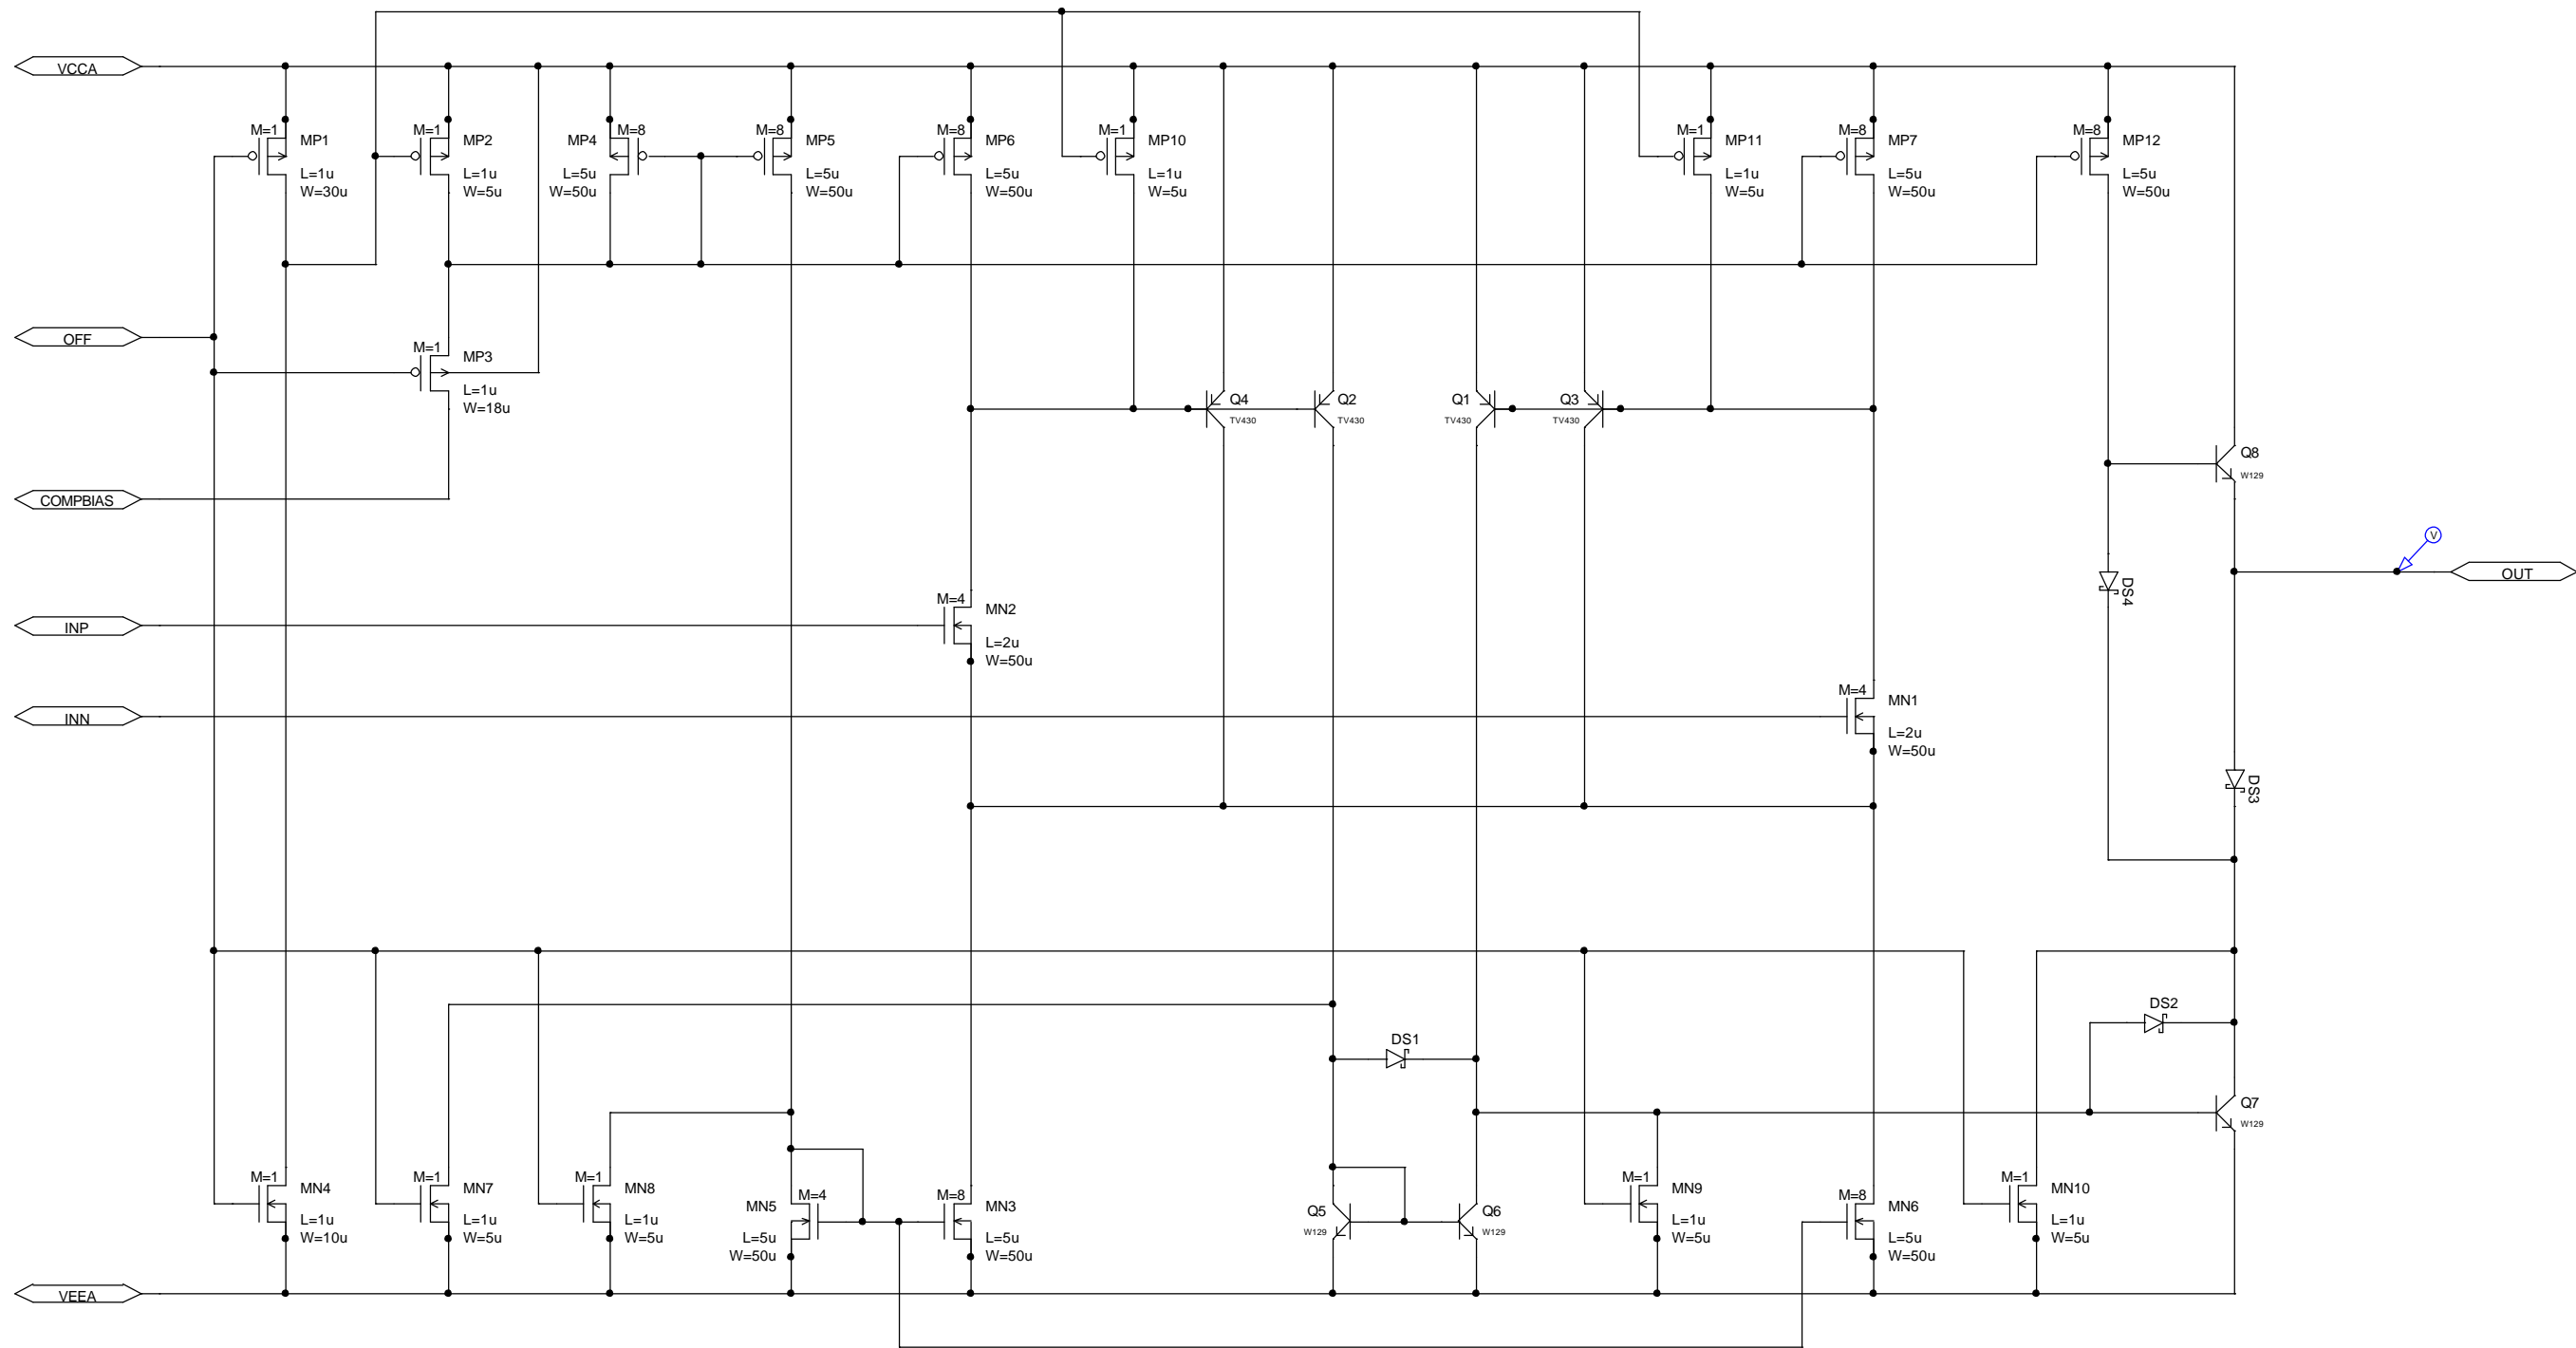 VCCA
M=1
MP1
L=1u
W=30u
M=1
MP2
L=1u
W=5u
MP4
M=8
L=5u
W=50u
M=8
MP5
L=5u
W=50u
M=8
MP6
L=5u
W=50u
M=1
MP10
L=1u
W=5u
M=1
MP11
L=1u
W=5u
M=8
MP7
L=5u
W=50u
M=8
MP12
L=5u
W=50u
OFF
M=1
MP3
L=1u
W=18u
Q4
TV430
Q2
TV430
Q1
TV430
Q3
TV430
Q8
W129
COMPBIAS
V
OUT
DS4
INP
M=4
MN2
L=2u
W=50u
INN
M=4
MN1
L=2u
W=50u
DS3
DS2
DS1
Q7
W129
M=1
MN4
L=1u
W=10u
M=1
MN7
L=1u
W=5u
M=1
MN8
L=1u
W=5u
M=4
MN5
L=5u
W=50u
M=8
MN3
L=5u
W=50u
Q5
W129
Q6
W129
M=1
MN9
L=1u
W=5u
M=8
MN6
L=5u
W=50u
M=1
MN10
L=1u
W=5u
VEEA